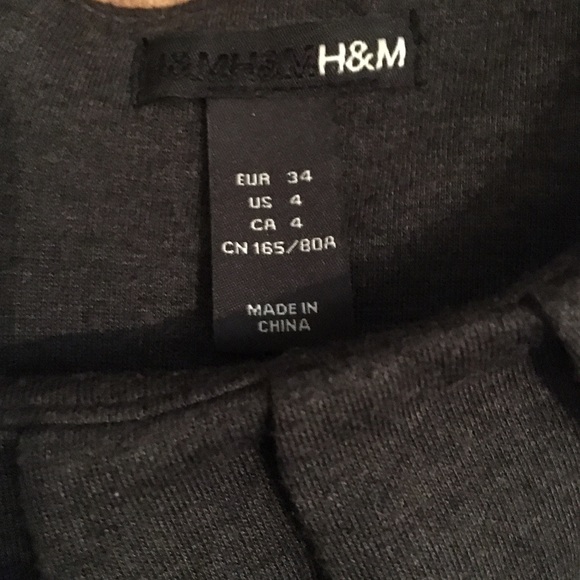 H&M H&M H&M
EUR 34
US 4
CA 4
CN 165/80A
MADE IN
CHINA